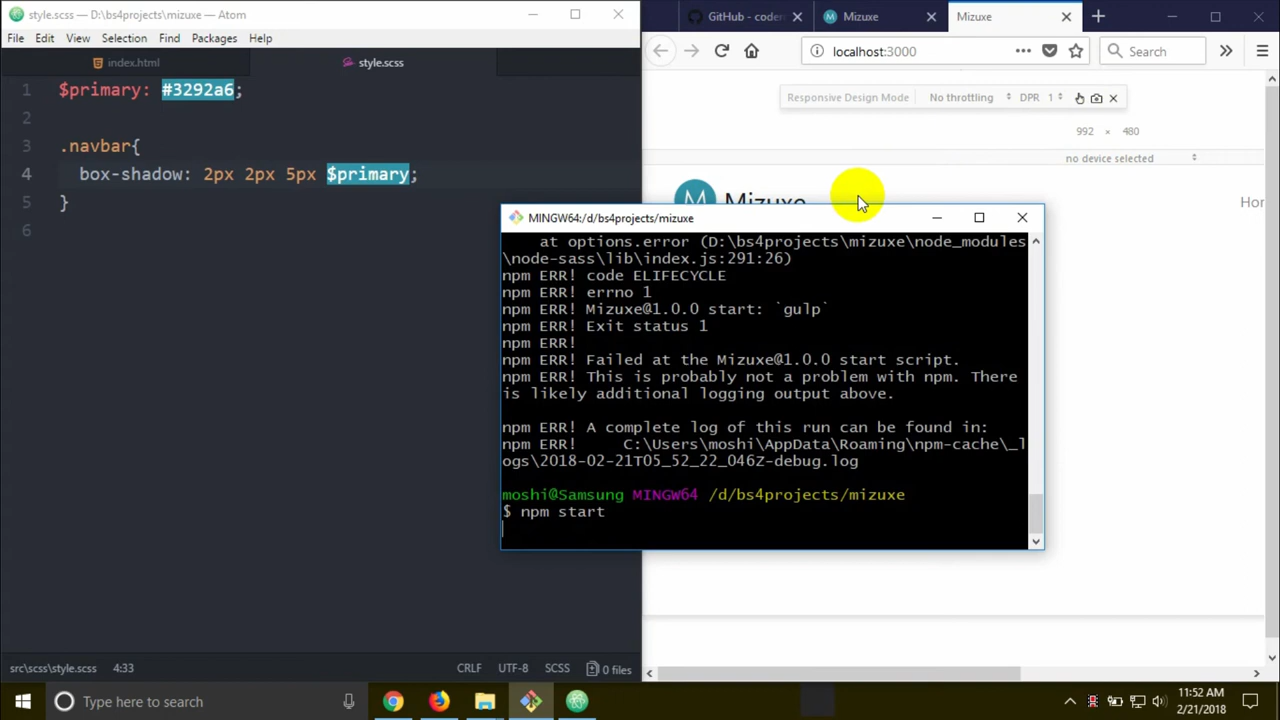 style.scss — D:\bs4projects\mizuxe — Atom
File Edit View Selection Find Packages Help
index.html
style.scss
1 $primary: #3292a6;
2
3 .navbar{
4 box-shadow: 2px 2px 5px $primary;
5 }
6
src\scss\style.scss 4:33 CRLF UTF-8 SCSS 0 files
Mizuxe
Mizuxe
localhost:3000
Search
Responsive Design Mode No throttling DPR 1
992 × 480
no device selected
M Mizuxe
MINGW64:/d/bs4projects/mizuxe
at options.error (D:\bs4projects\mizuxe\node_modules
\node-sass\lib\index.js:291:26)
npm ERR! code ELIFECYCLE
npm ERR! errno 1
npm ERR! Mizuxe@1.0.0 start: `gulp`
npm ERR! Exit status 1
npm ERR!
npm ERR! Failed at the Mizuxe@1.0.0 start script.
npm ERR! This is probably not a problem with npm. There
is likely additional logging output above.
npm ERR! A complete log of this run can be found in:
npm ERR! C:\Users\moshi\AppData\Roaming\npm-cache\_l
ogs\2018-02-21T05_52_22_046Z-debug.log
moshi@Samsung MINGW64 /d/bs4projects/mizuxe
$ npm start
Type here to search
11:52 AM
2/21/2018